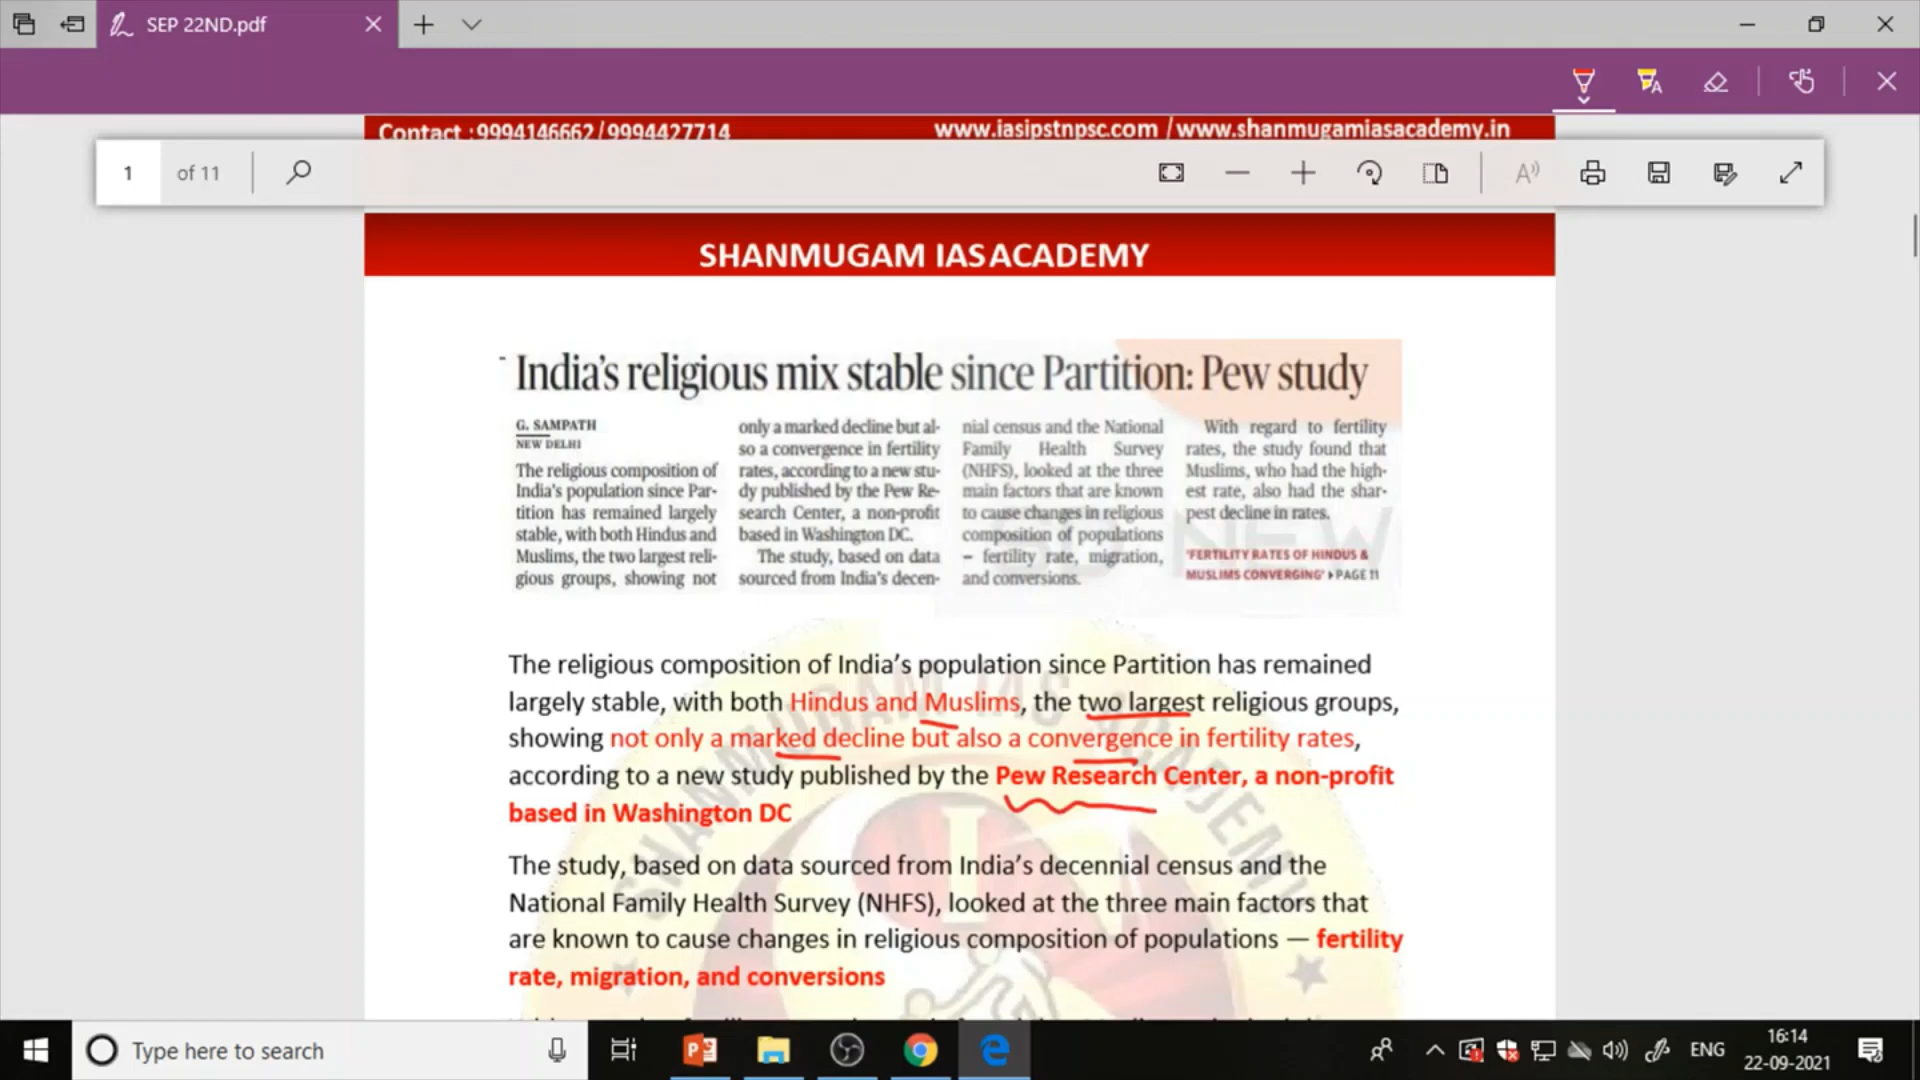 SEP 22ND.pdf
Contact :9994146662/9994427714
www.iasipstnpsc.com /www.shanmugamiasacademy.in
1
of 11
SHANMUGAM IAS ACADEMY
India's religious mix stable since Partition: Pew study
G. SAMPATH
NEW DELHI
The religious composition of
India's population since Par-
tition has remained largely
stable, with both Hindus and
Muslims, the two largest reli-
gious groups, showing not
only a marked decline but al-
so a convergence in fertility
rates, according to a new stu-
dy published by the Pew Re-
search Center, a non-profit
based in Washington DC.
The study, based on data
sourced from India's decen-
nial census and the National
Family Health Survey
(NHFS), looked at the three
main factors that are known
to cause changes in religious
composition of populations
– fertility rate, migration,
and conversions.
With regard to fertility
rates, the study found that
Muslims, who had the high-
est rate, also had the shar-
pest decline in rates.
'FERTILITY RATES OF HINDUS &
MUSLIMS CONVERGING' ▸ PAGE 11
The religious composition of India's population since Partition has remained
largely stable, with both Hindus and Muslims, the two largest religious groups,
showing not only a marked decline but also a convergence in fertility rates,
according to a new study published by the Pew Research Center, a non-profit
based in Washington DC
The study, based on data sourced from India's decennial census and the
National Family Health Survey (NHFS), looked at the three main factors that
are known to cause changes in religious composition of populations — fertility
rate, migration, and conversions
SHANMUGAM IAS ACADEMY
Type here to search
ENG
16:14
22-09-2021